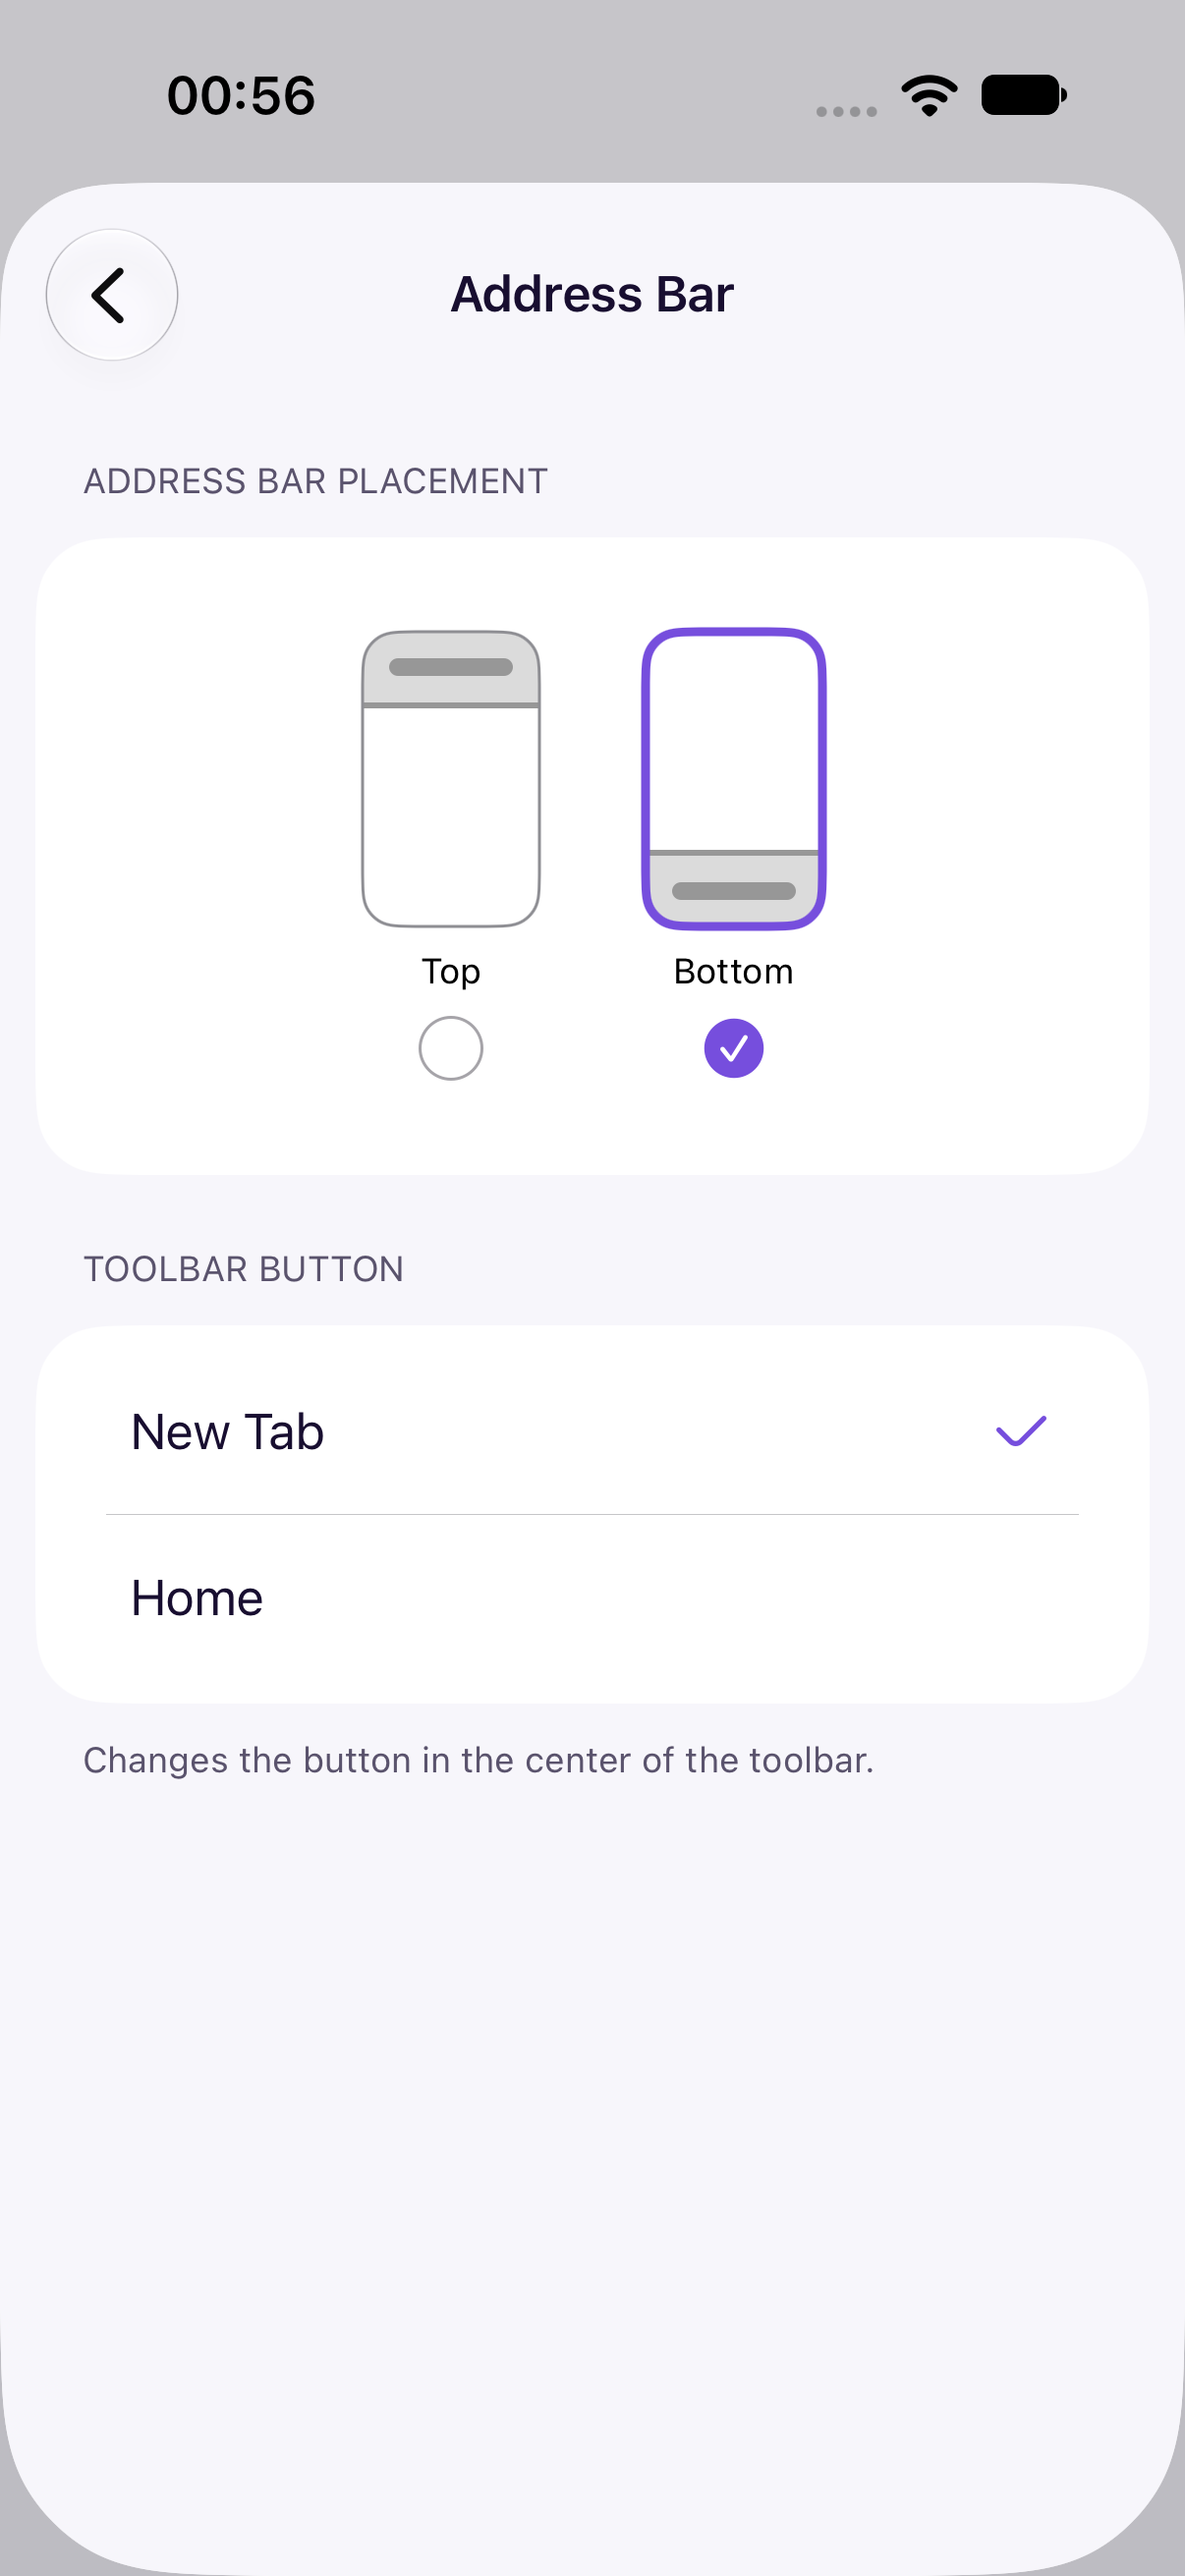 00:56
Address Bar
ADDRESS BAR PLACEMENT
Top
Bottom
TOOLBAR BUTTON
New Tab
Home
Changes the button in the center of the toolbar.